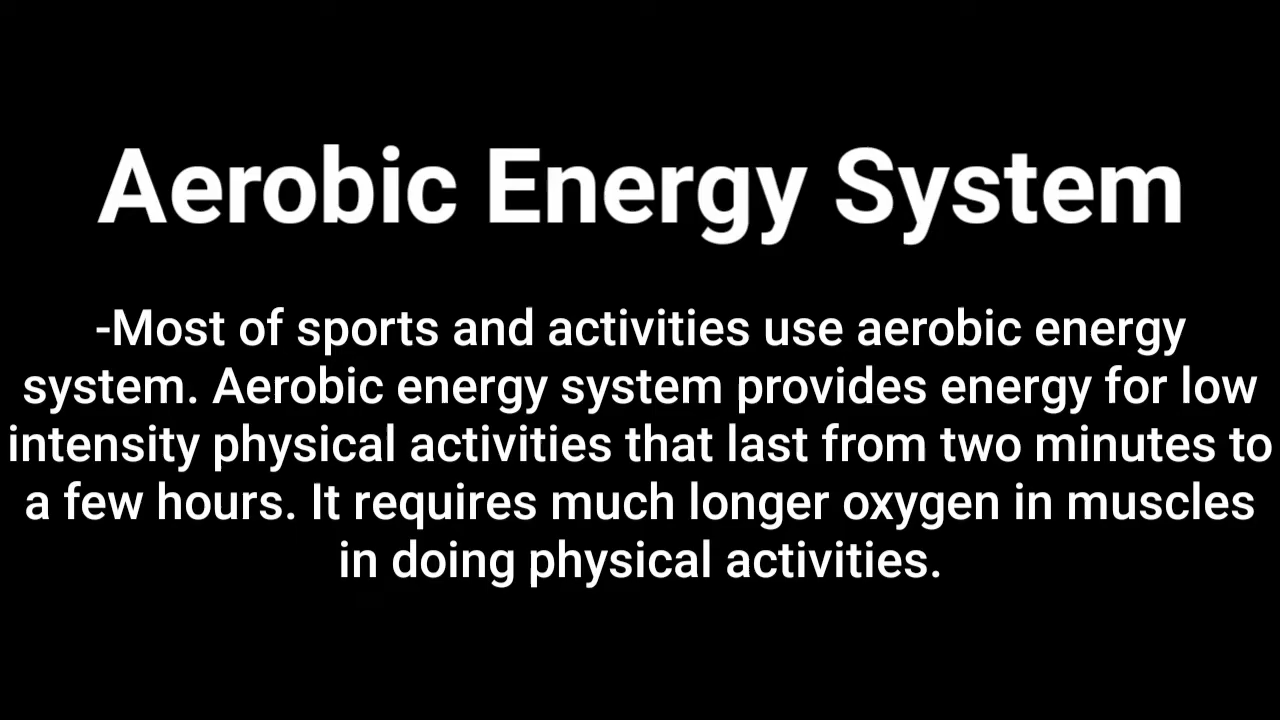 Aerobic Energy System
-Most of sports and activities use aerobic energy
system. Aerobic energy system provides energy for low
intensity physical activities that last from two minutes to
a few hours. It requires much longer oxygen in muscles
in doing physical activities.